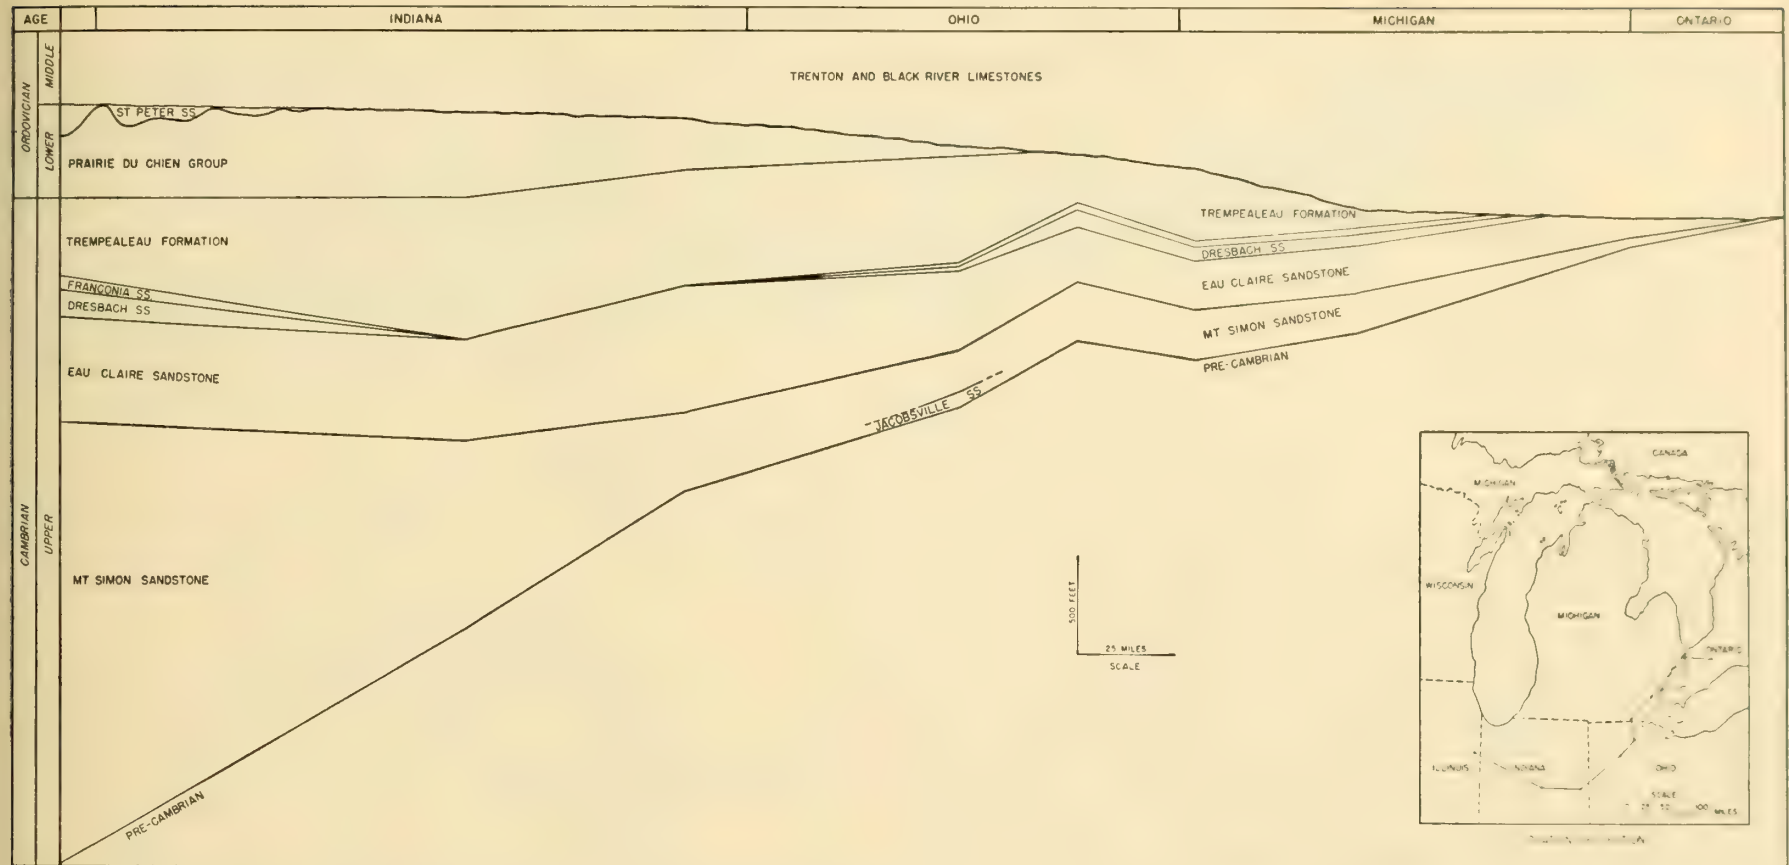 AGE
INDIANA
OHIO
MICHIGAN
ONTARIO
ORDOVICIAN
MIDDLE
LOWER
CAMBRIAN
UPPER
TRENTON AND BLACK RIVER LIMESTONES
ST PETER SS
PRAIRIE DU CHIEN GROUP
TREMPEALEAU FORMATION
FRANCONIA SS.
DRESBACH SS
EAU CLAIRE SANDSTONE
MT SIMON SANDSTONE
PRE-CAMBRIAN
JACOBSVILLE SS
TREMPEALEAU FORMATION
DRESBACH SS
EAU CLAIRE SANDSTONE
MT SIMON SANDSTONE
PRE-CAMBRIAN
500 FEET
25 MILES
SCALE
CANADA
MICHIGAN
WISCONSIN
MICHIGAN
ONTARIO
ILLINOIS
INDIANA
OHIO
SCALE
100 MILES